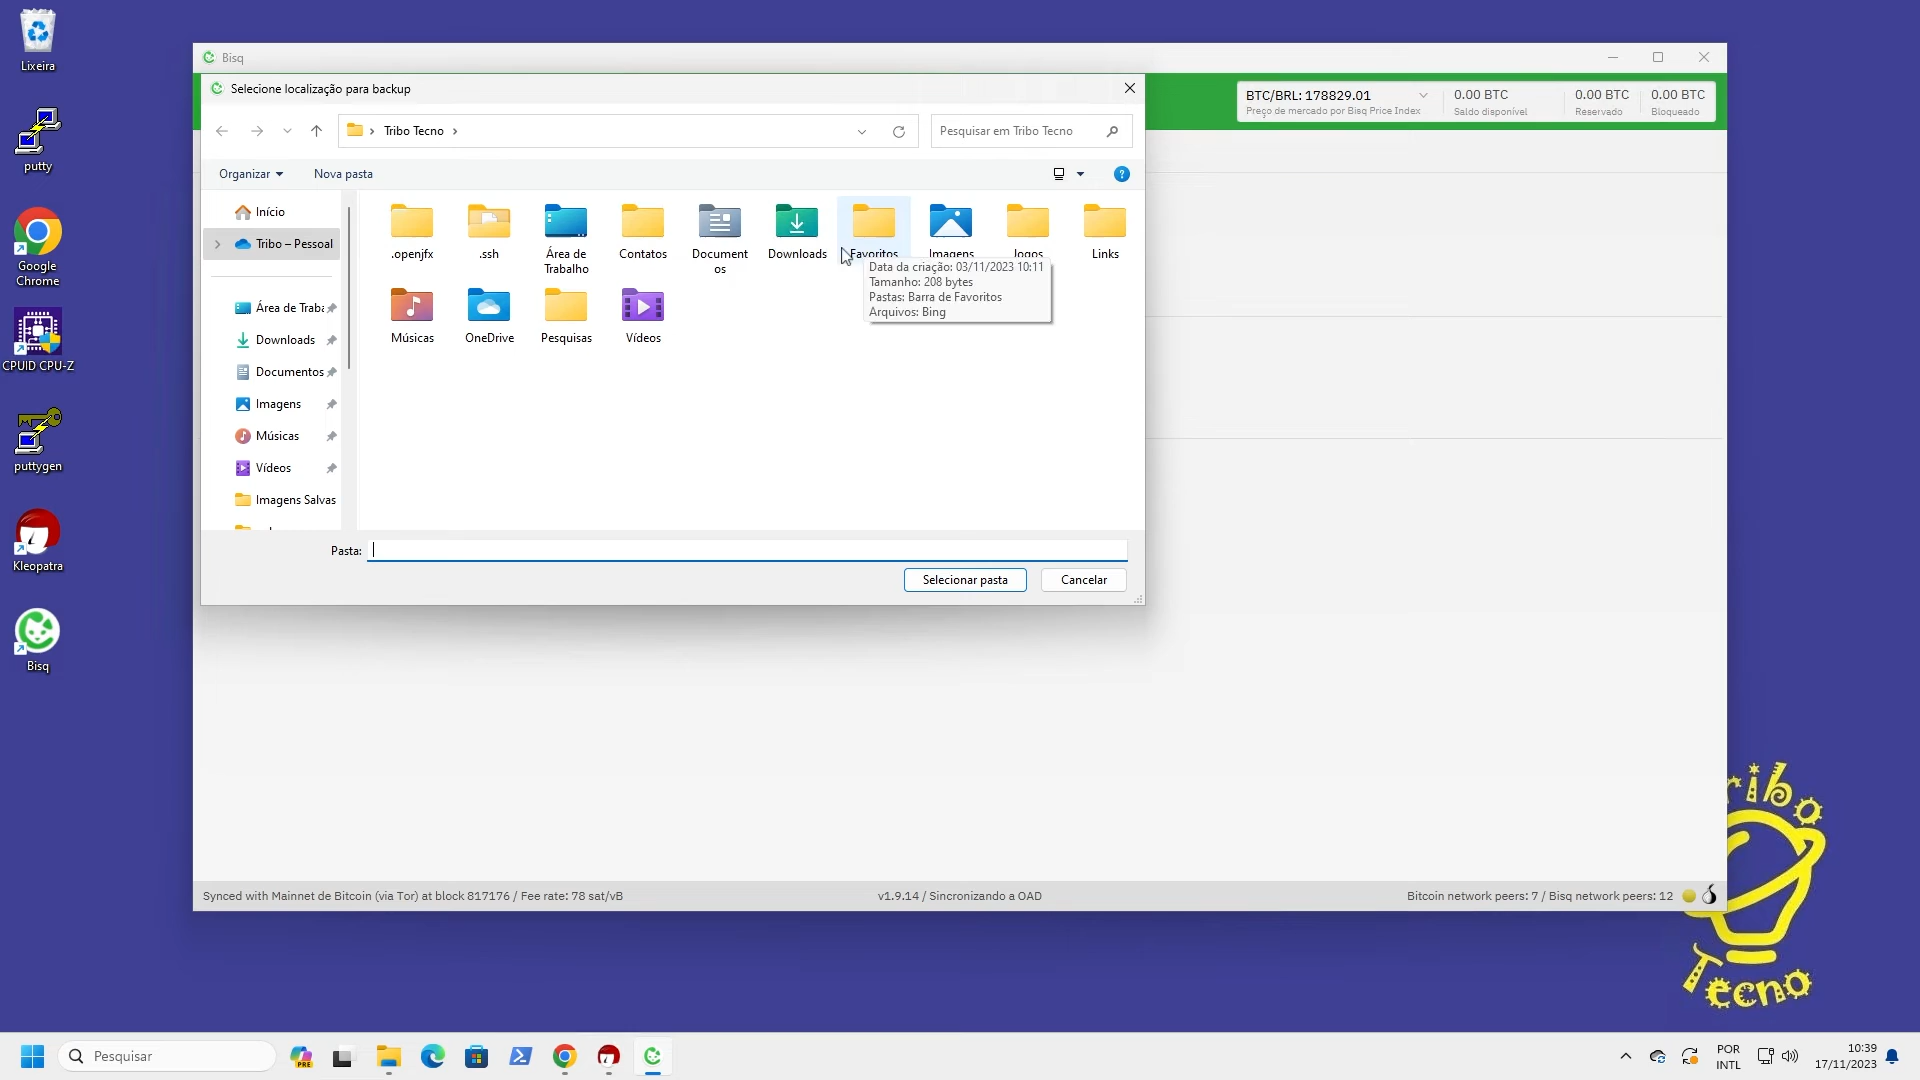 Lixeira
putty
Google
Chrome
CPUID CPU-Z
puttygen
Kleopatra
Bisq
Bisq
BTC/BRL: 178829.01
Preço de mercado por Bisq Price Index
0.00 BTC
Saldo disponível
0.00 BTC
Reservado
0.00 BTC
Bloqueado
Selecione localização para backup
Tribo Tecno
Pesquisar em Tribo Tecno
Organizar
Nova pasta
Início
Tribo – Pessoal
Área de Traba
Downloads
Documentos
Imagens
Músicas
Vídeos
Imagens Salvas
.openjfx
.ssh
Área de
Trabalho
Contatos
Document
os
Downloads
Favoritos
Imagens
Jogos
Links
Músicas
OneDrive
Pesquisas
Vídeos
Data da criação: 03/11/2023 10:11
Tamanho: 208 bytes
Pastas: Barra de Favoritos
Arquivos: Bing
Pasta:
Selecionar pasta
Cancelar
Synced with Mainnet de Bitcoin (via Tor) at block 817176 / Fee rate: 78 sat/vB
v1.9.14 / Sincronizando a OAD
Bitcoin network peers: 7 / Bisq network peers: 12
ribo
Tecno
Pesquisar
PRE
POR
INTL
10:39
17/11/2023